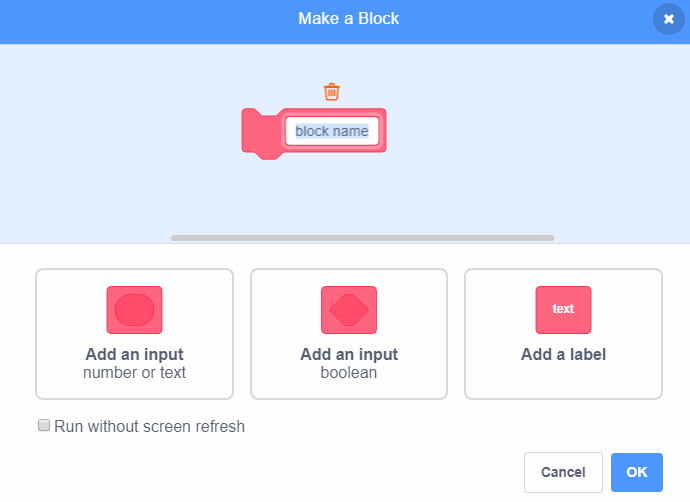 Make a Block
block name
text
Add an input
number or text
Add an input
boolean
Add a label
Run without screen refresh
Cancel
OK